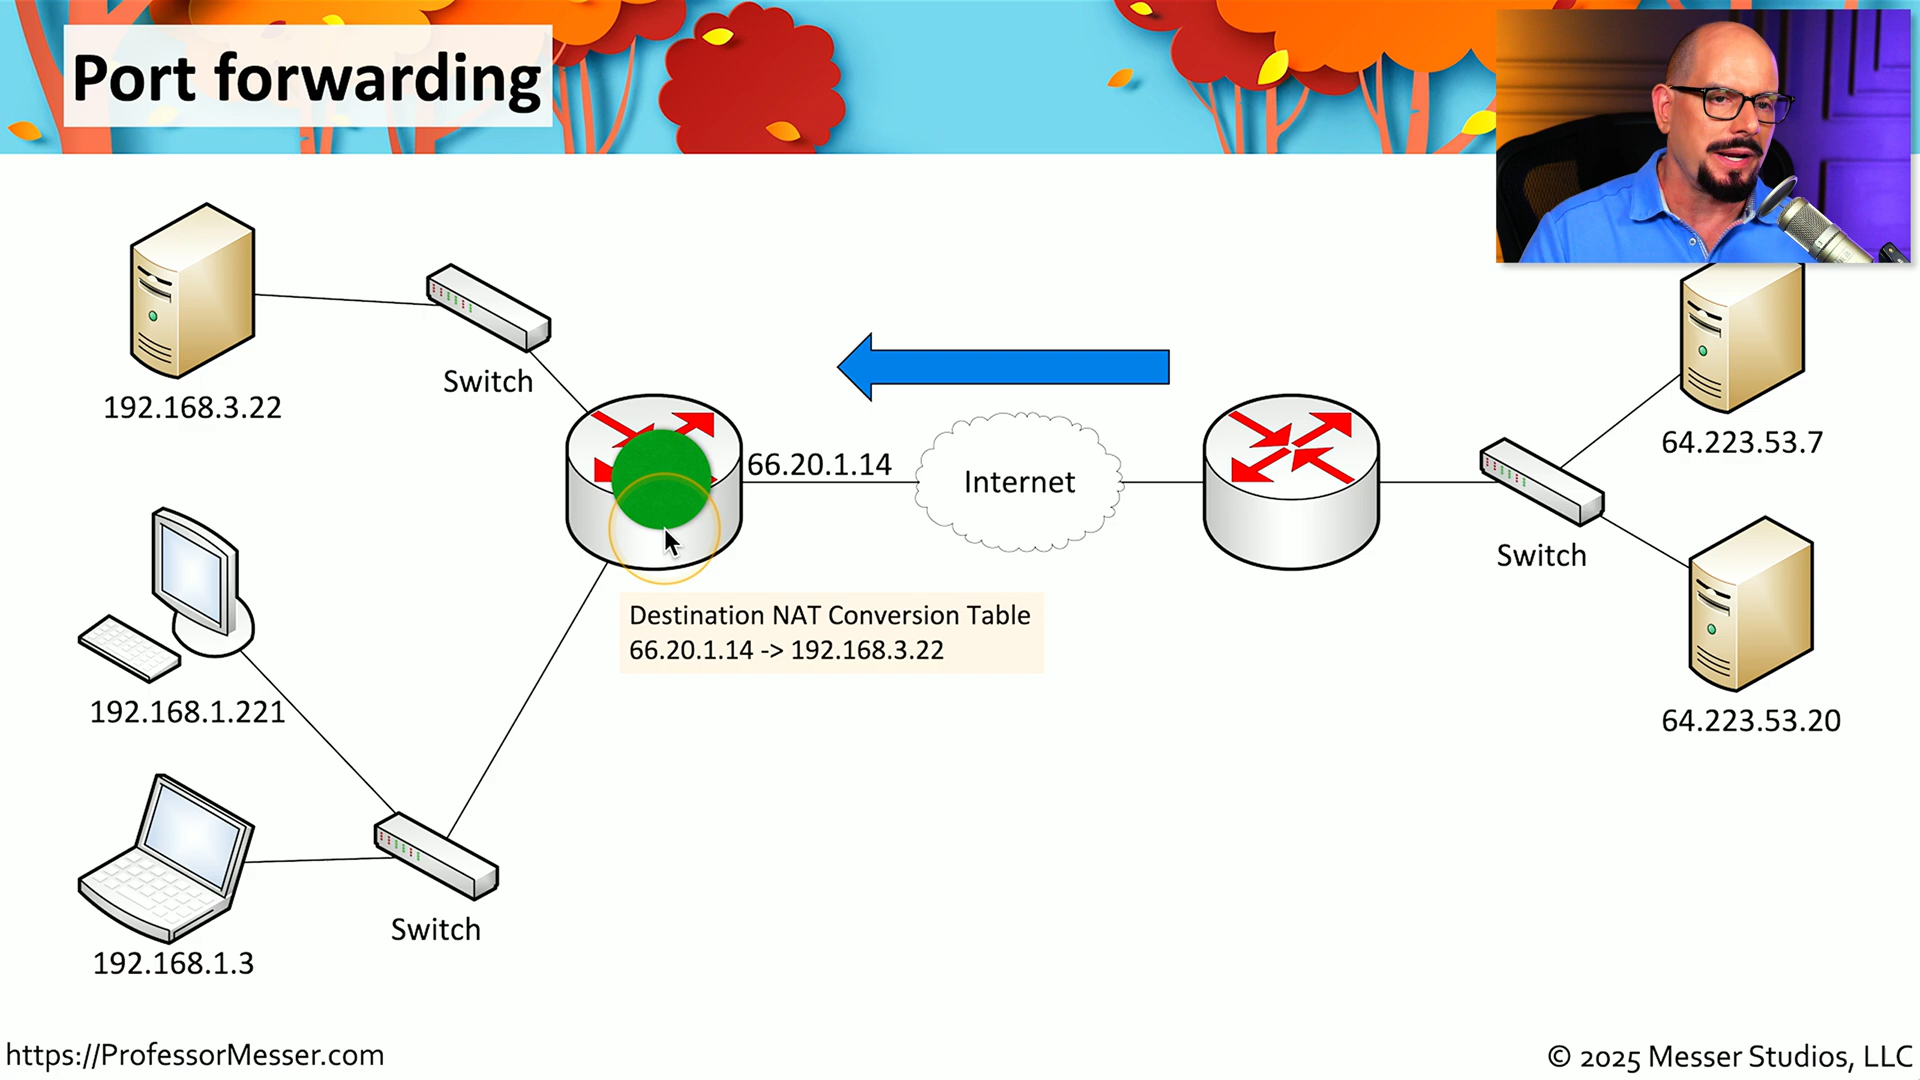 Port forwarding
192.168.3.22
Switch
66.20.1.14
Internet
64.223.53.7
Switch
Destination NAT Conversion Table
66.20.1.14 -> 192.168.3.22
192.168.1.221
64.223.53.20
Switch
192.168.1.3
https://ProfessorMesser.com
© 2025 Messer Studios, LLC